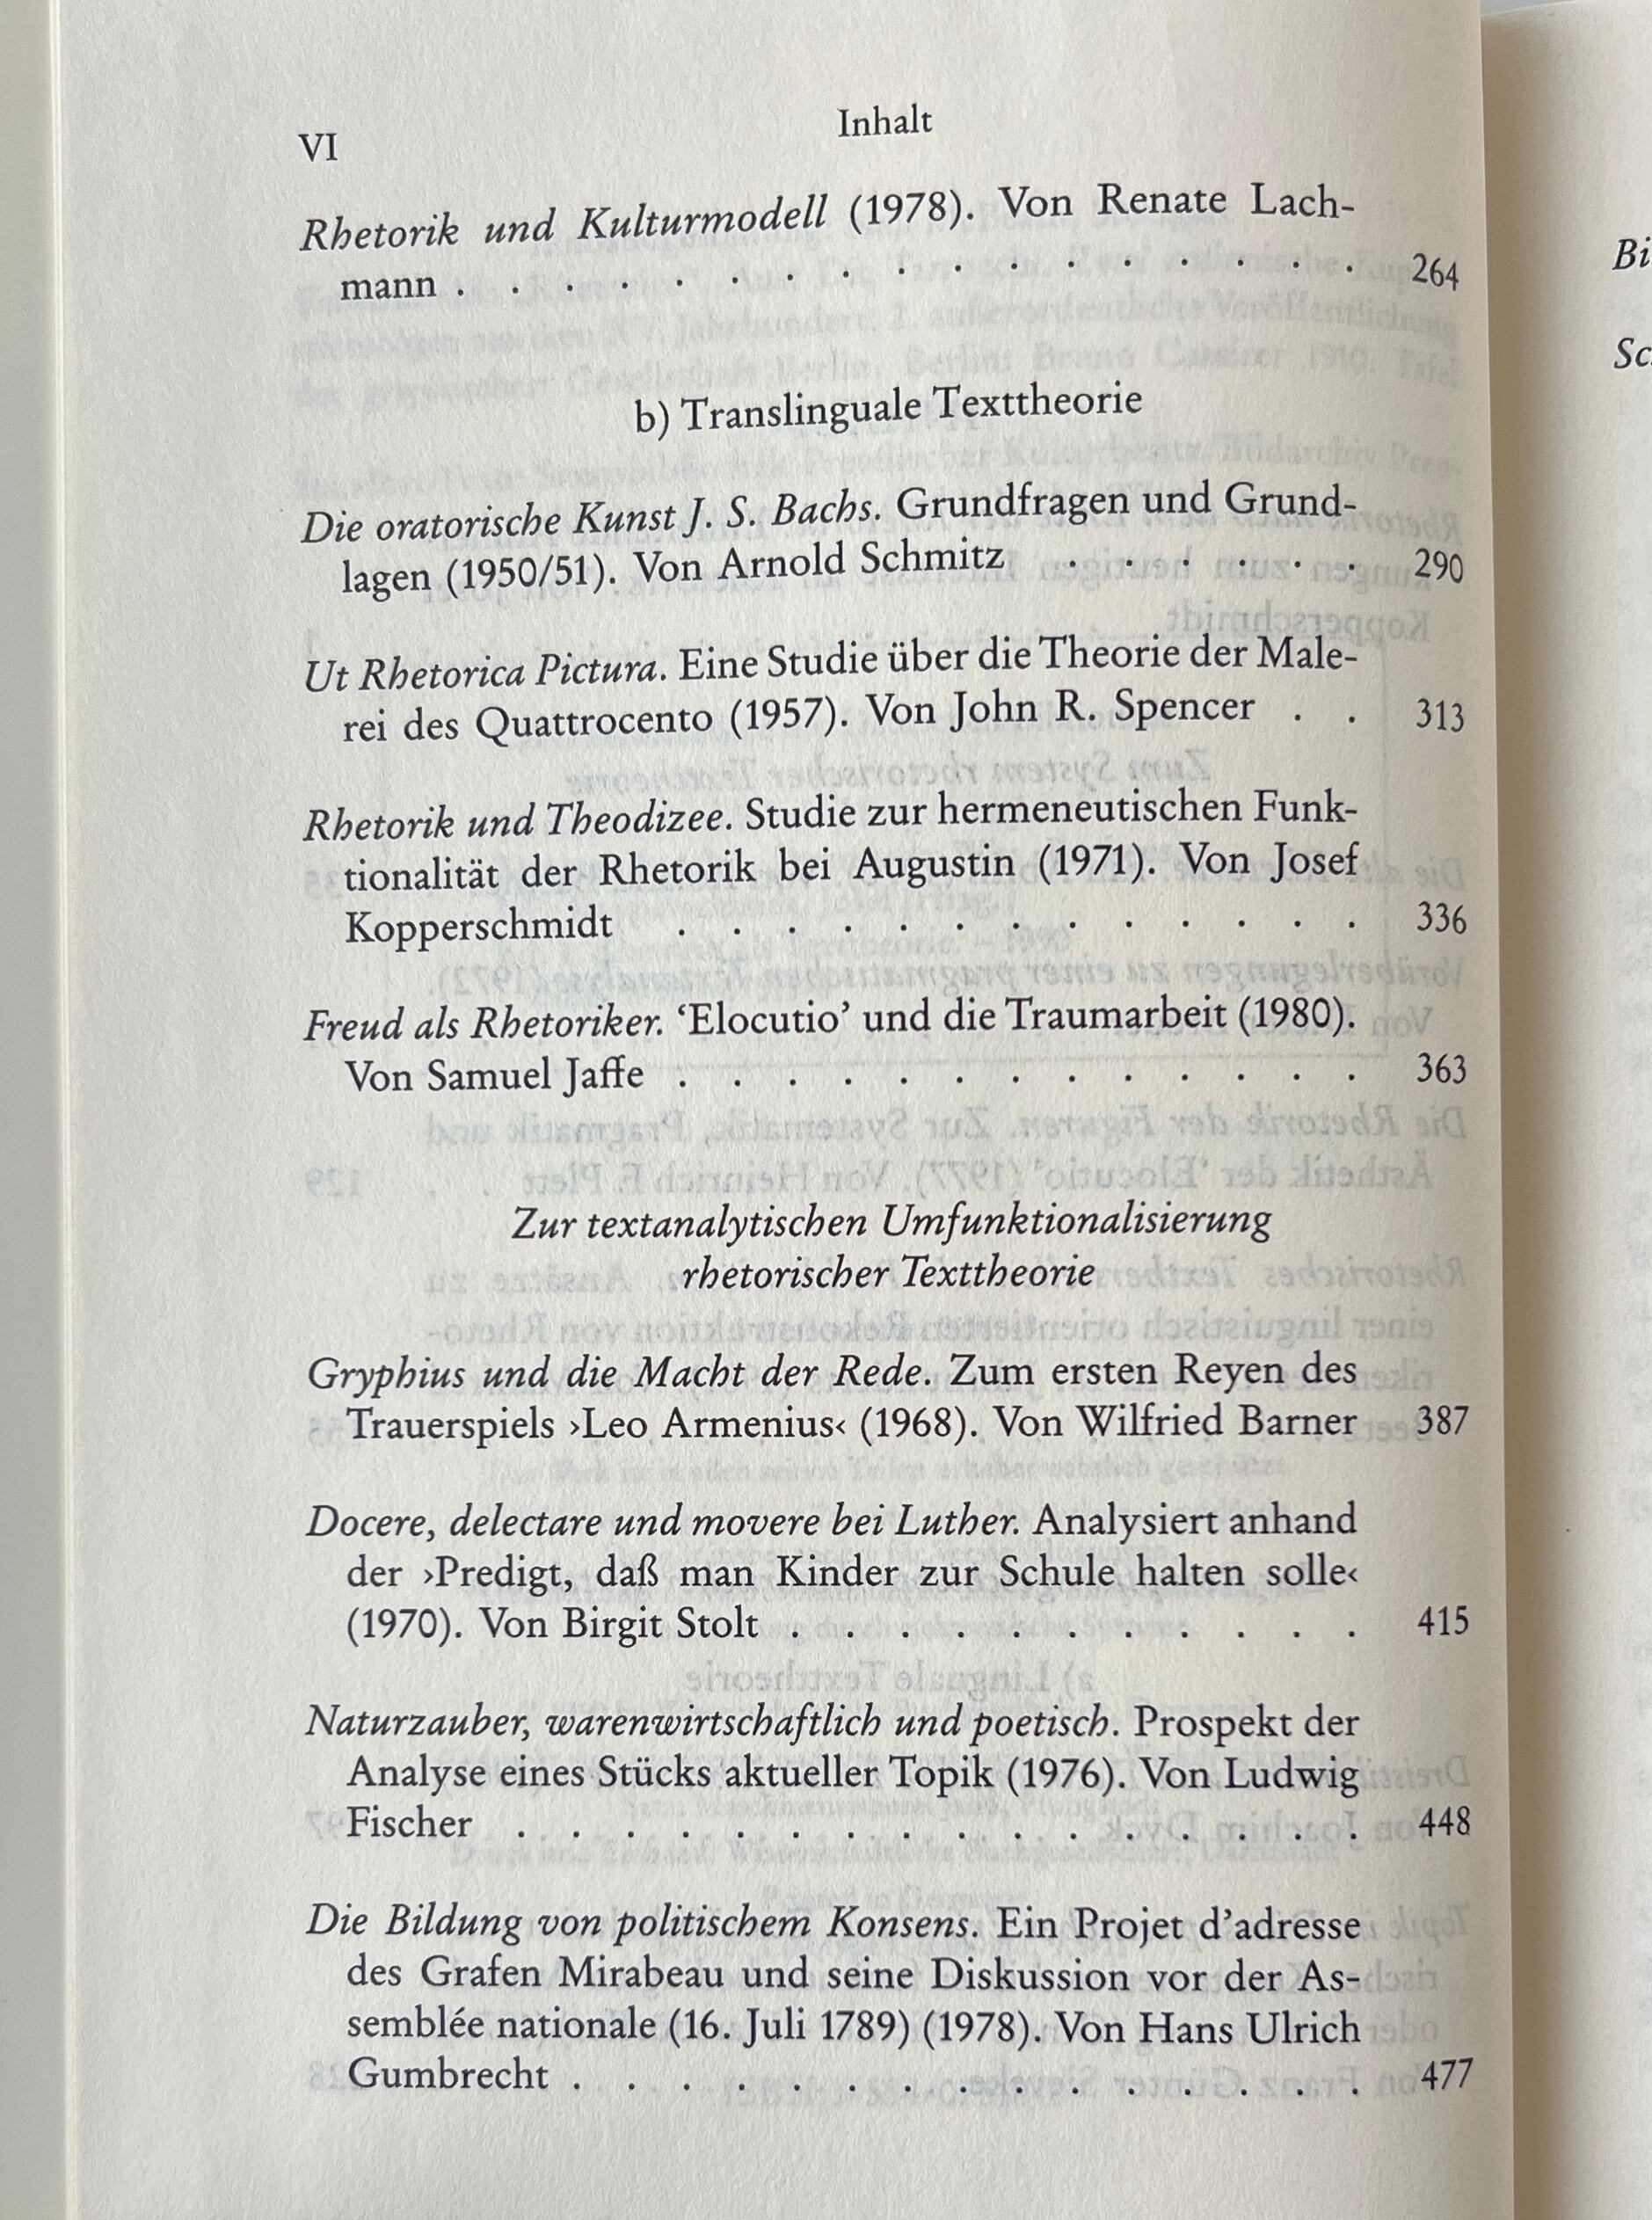 VI
Inhalt
Rhetorik und Kulturmodell (1978). Von Renate Lach-
mann . . . . . . . . . . . . . . . . . 264
b) Translinguale Texttheorie
Die oratorische Kunst J. S. Bachs. Grundfragen und Grund-
lagen (1950/51). Von Arnold Schmitz . . . . . . 290
Ut Rhetorica Pictura. Eine Studie über die Theorie der Male-
rei des Quattrocento (1957). Von John R. Spencer . . 313
Rhetorik und Theodizee. Studie zur hermeneutischen Funk-
tionalität der Rhetorik bei Augustin (1971). Von Josef
Kopperschmidt . . . . . . . . . . . . . 336
Freud als Rhetoriker. ‘Elocutio’ und die Traumarbeit (1980).
Von Samuel Jaffe . . . . . . . . . . . . . 363
Zur textanalytischen Umfunktionalisierung
rhetorischer Texttheorie
Gryphius und die Macht der Rede. Zum ersten Reyen des
Trauerspiels ›Leo Armenius‹ (1968). Von Wilfried Barner 387
Docere, delectare und movere bei Luther. Analysiert anhand
der ›Predigt, daß man Kinder zur Schule halten solle‹
(1970). Von Birgit Stolt . . . . . . . . . . . 415
Naturzauber, warenwirtschaftlich und poetisch. Prospekt der
Analyse eines Stücks aktueller Topik (1976). Von Ludwig
Fischer . . . . . . . . . . . . . . . . 448
Die Bildung von politischem Konsens. Ein Projet d’adresse
des Grafen Mirabeau und seine Diskussion vor der As-
semblée nationale (16. Juli 1789) (1978). Von Hans Ulrich
Gumbrecht . . . . . . . . . . . . . . . 477
Bi
Sc